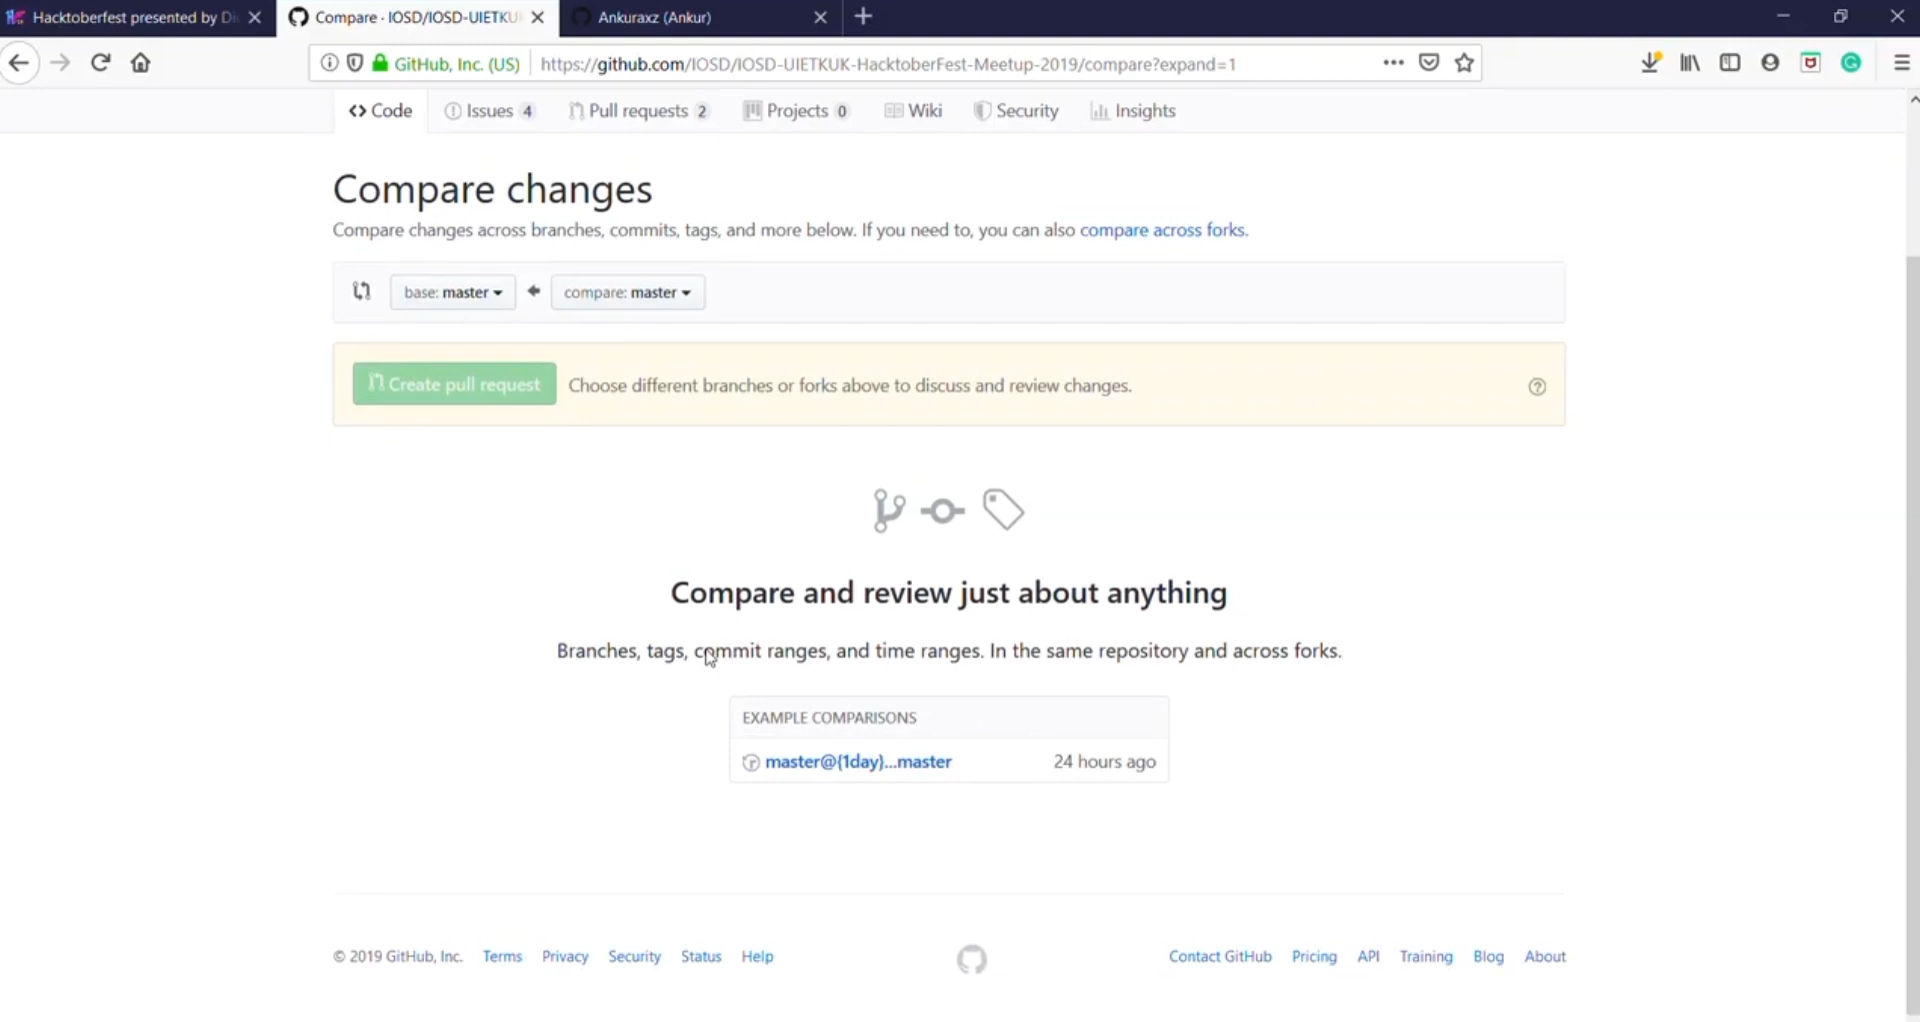 Hacktoberfest presented by Di
Compare · IOSD/IOSD-UIETKU
Ankuraxz (Ankur)
GitHub, Inc. (US)
https://github.com/IOSD/IOSD-UIETKUK-HacktoberFest-Meetup-2019/compare?expand=1
<> Code
Issues 4
Pull requests 2
Projects 0
Wiki
Security
Insights
Compare changes
Compare changes across branches, commits, tags, and more below. If you need to, you can also compare across forks.
base: master
compare: master
Create pull request
Choose different branches or forks above to discuss and review changes.
Compare and review just about anything
Branches, tags, commit ranges, and time ranges. In the same repository and across forks.
EXAMPLE COMPARISONS
master@{1day}...master
24 hours ago
© 2019 GitHub, Inc.
Terms
Privacy
Security
Status
Help
Contact GitHub
Pricing
API
Training
Blog
About